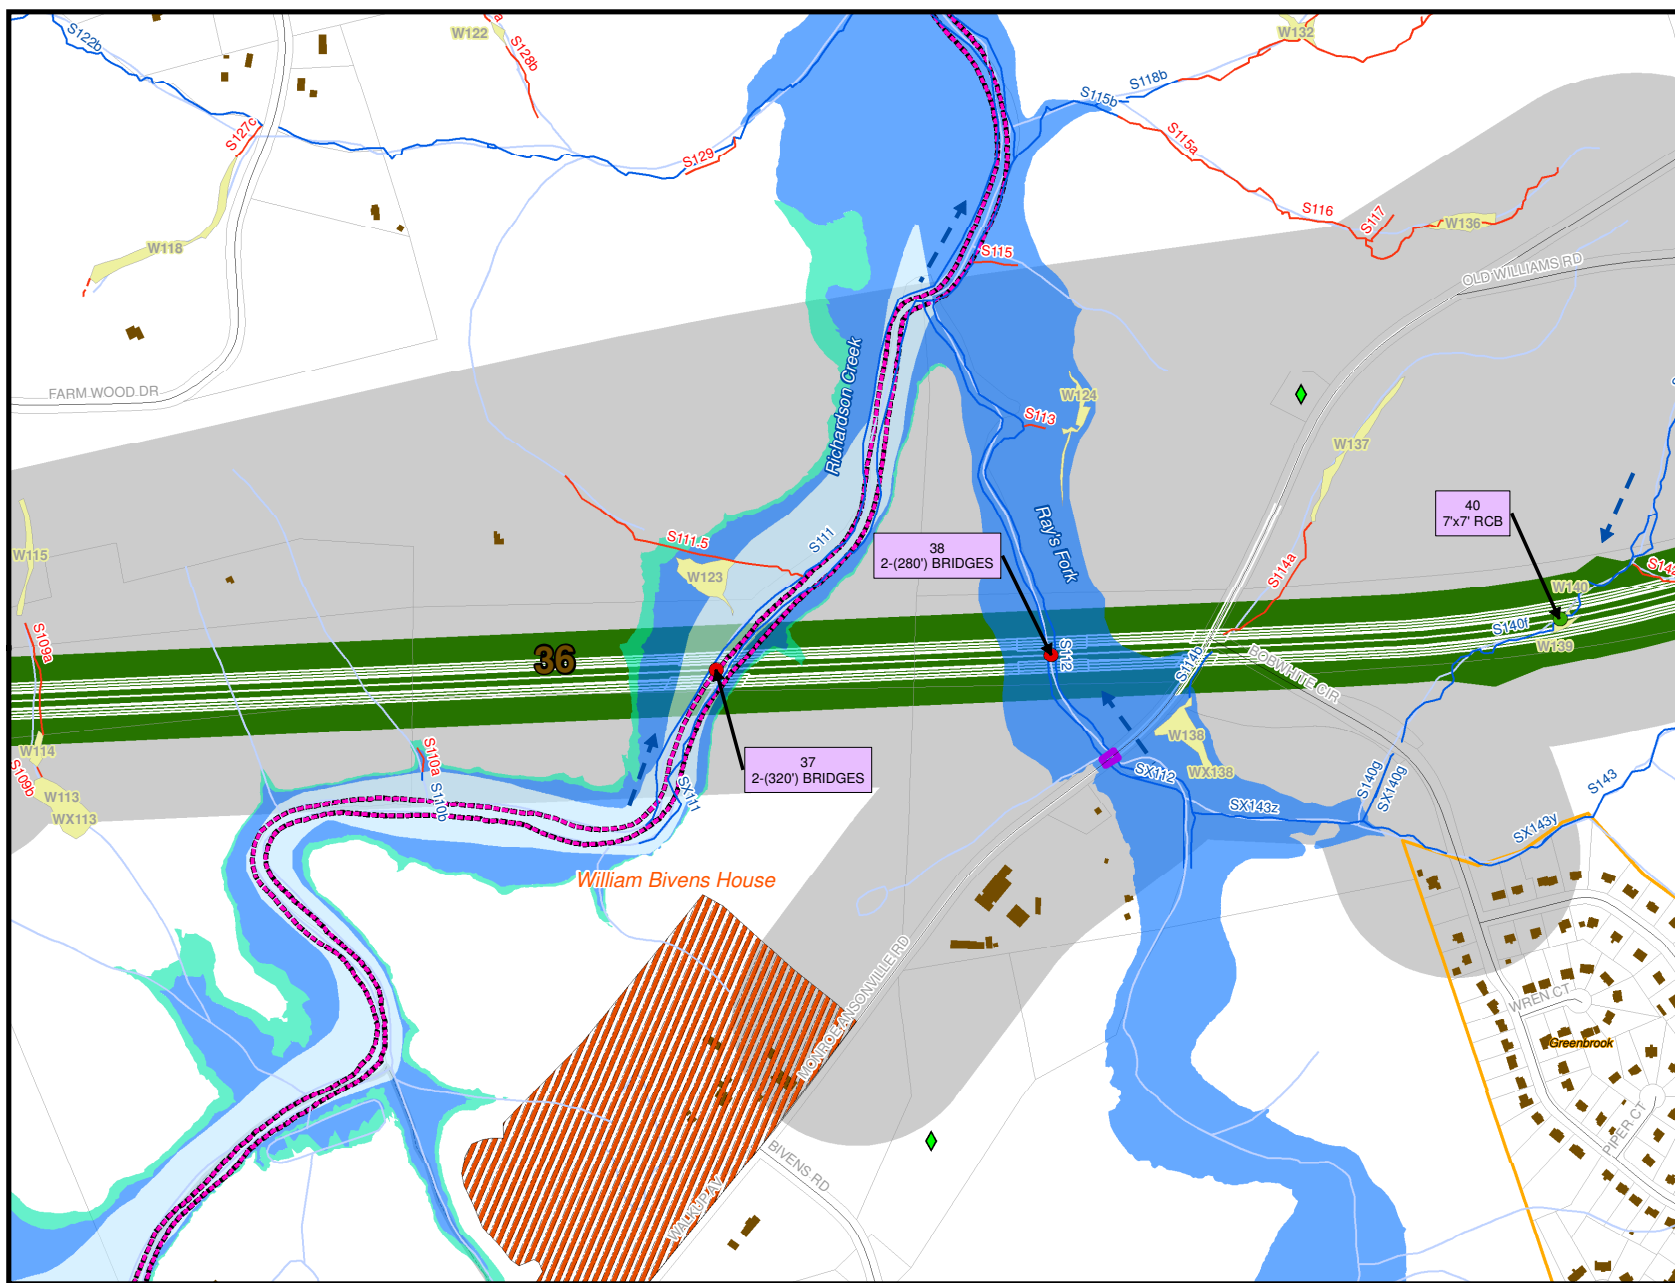 S122b
W122
S128b
W132
S118b
S115b
S127c
S129
S115a
W118
S116
S117
W136
S115
OLD WILLIAMS RD
FARM WOOD DR
Richardson Creek
W124
S113
W137
40
7'x7' RCB
W115
S111.5
S111
38
2-(280') BRIDGES
Ray's Fork
W123
S114a
W140
S140f
W139
S109a
36
S112
S114b
BOBWHITE CIR
W114
S109b
S110a
S110b
W113
WX113
37
2-(320') BRIDGES
SX111
W138
WX138
SX112
SX143z
S140g
SX140g
S143
SX143y
William Bivens House
MONROE ANSONVILLE RD
WREN CT
Greenbrook
PIPER CT
BIVENS RD
WALKUP AV